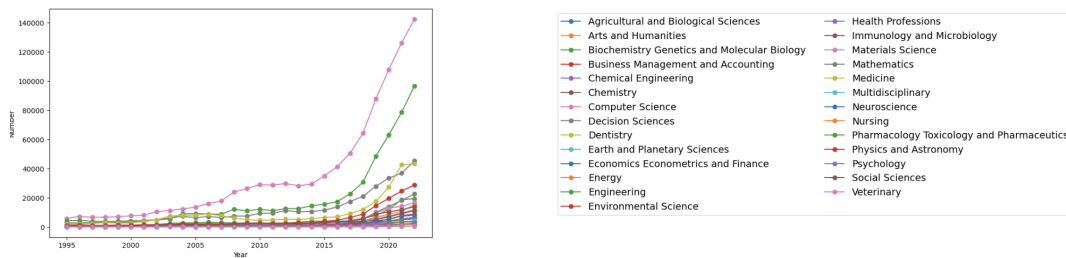 140000
120000
100000
80000
60000
40000
20000
0
number
1995
2000
2005
2010
2015
2020
Year
Agricultural and Biological Sciences
Arts and Humanities
Biochemistry Genetics and Molecular Biology
Business Management and Accounting
Chemical Engineering
Chemistry
Computer Science
Decision Sciences
Dentistry
Earth and Planetary Sciences
Economics Econometrics and Finance
Energy
Engineering
Environmental Science
Health Professions
Immunology and Microbiology
Materials Science
Mathematics
Medicine
Multidisciplinary
Neuroscience
Nursing
Pharmacology Toxicology and Pharmaceutics
Physics and Astronomy
Psychology
Social Sciences
Veterinary